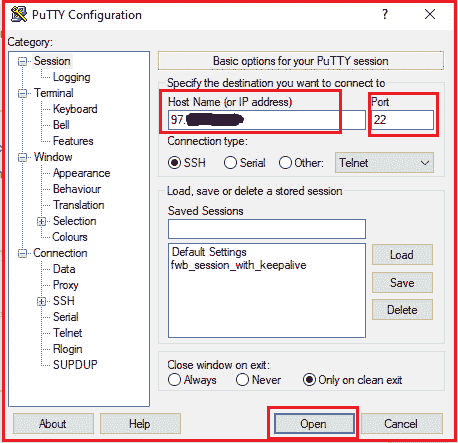 PuTTY Configuration
Category:
Session
Logging
Terminal
Keyboard
Bell
Features
Window
Appearance
Behaviour
Translation
Selection
Colours
Connection
Data
Proxy
SSH
Serial
Telnet
Rlogin
SUPDUP
Basic options for your PuTTY session
Specify the destination you want to connect to
Host Name (or IP address) Port
97. 22
Connection type:
SSH Serial Other: Telnet
Load, save or delete a stored session
Saved Sessions
Default Settings
fwb_session_with_keepalive
Load
Save
Delete
Close window on exit:
Always Never Only on clean exit
About Help Open Cancel